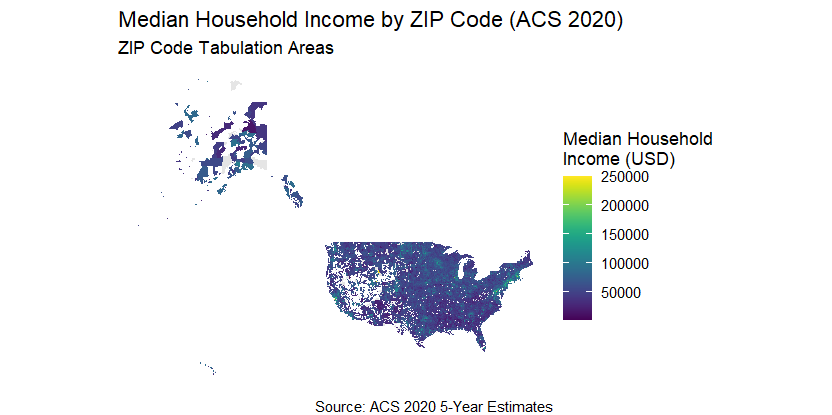 Median Household Income by ZIP Code (ACS 2020)
ZIP Code Tabulation Areas
Median Household
Income (USD)
250000
200000
150000
100000
50000
Source: ACS 2020 5-Year Estimates